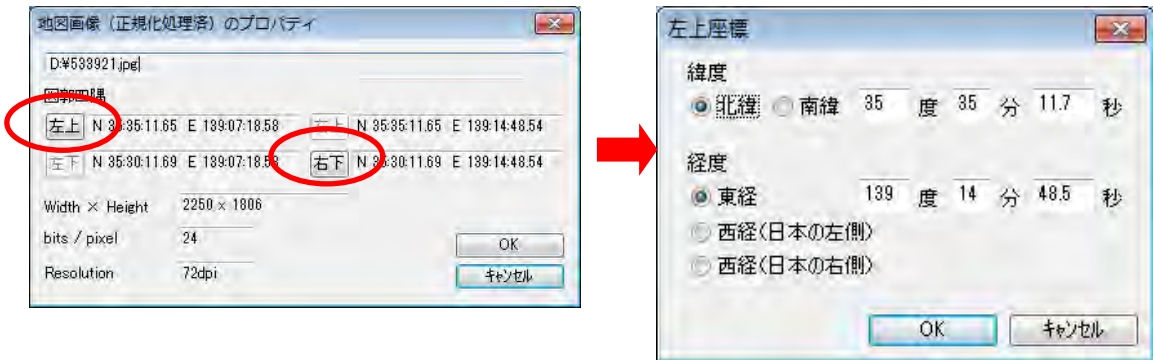 地図画像（正規化処理済）のプロパティ
D:¥533921.jpg
図郭四隅
左上 N 35:35:11.65 E 139:07:18.58 右上 N 35:35:11.65 E 139:14:48.54
左下 N 35:30:11.69 E 139:07:18.58 右下 N 35:30:11.69 E 139:14:48.54
Width × Height 2250 × 1806
bits / pixel 24
Resolution 72dpi
OK
キャンセル
左上座標
緯度
北緯 南緯 35 度 35 分 11.7 秒
経度
東経 139 度 14 分 48.5 秒
西経(日本の左側)
西経(日本の右側)
OK キャンセル